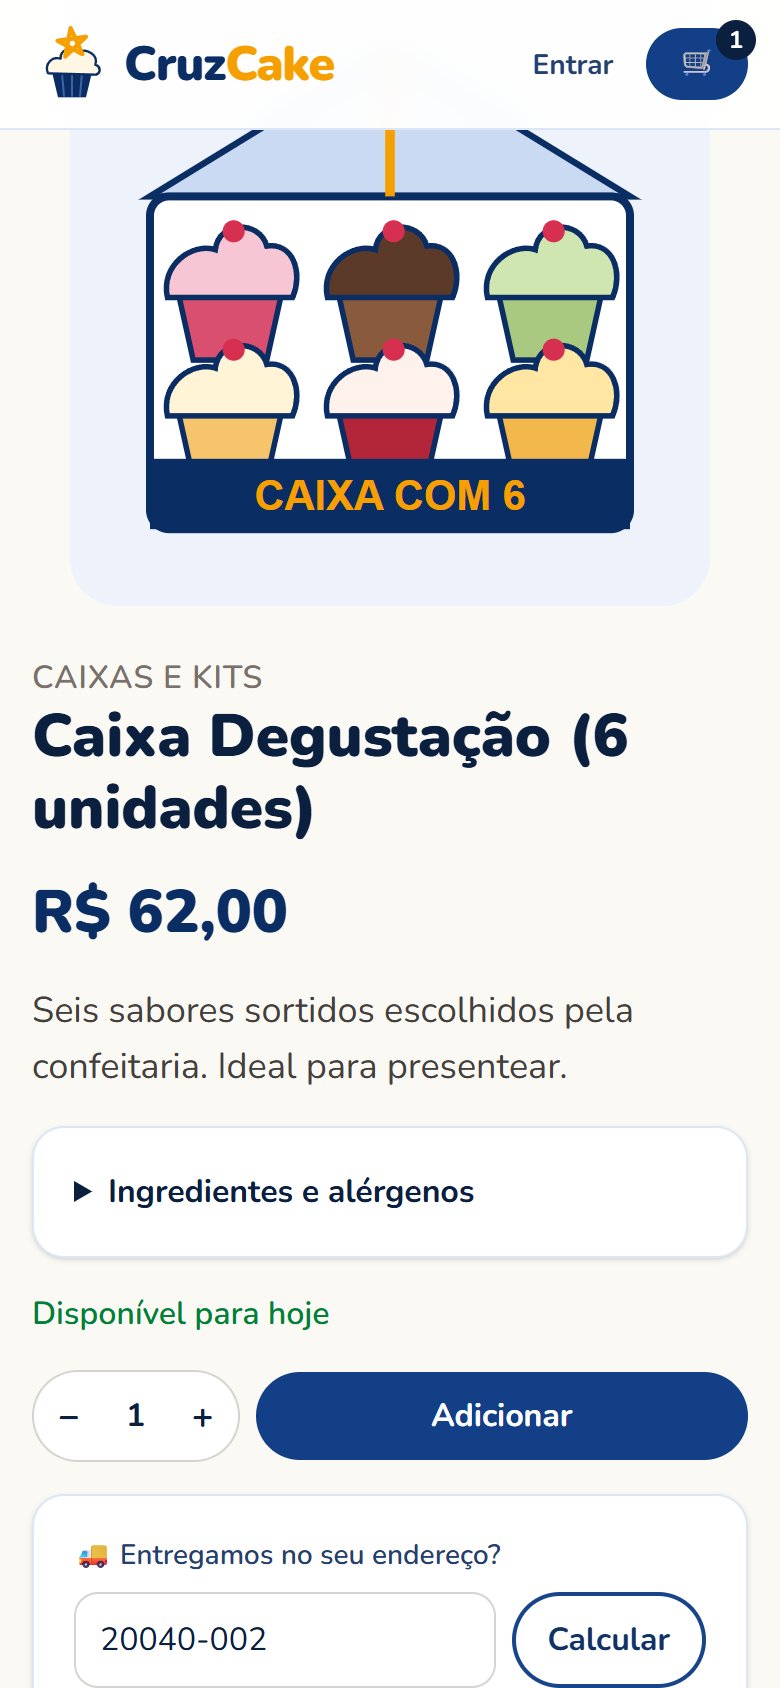 CruzCake
Entrar
1
CAIXA COM 6
CAIXAS E KITS
Caixa Degustação (6
unidades)
R$ 62,00
Seis sabores sortidos escolhidos pela
confeitaria. Ideal para presentear.
▶ Ingredientes e alérgenos
Disponível para hoje
− 1 +
Adicionar
Entregamos no seu endereço?
20040-002
Calcular